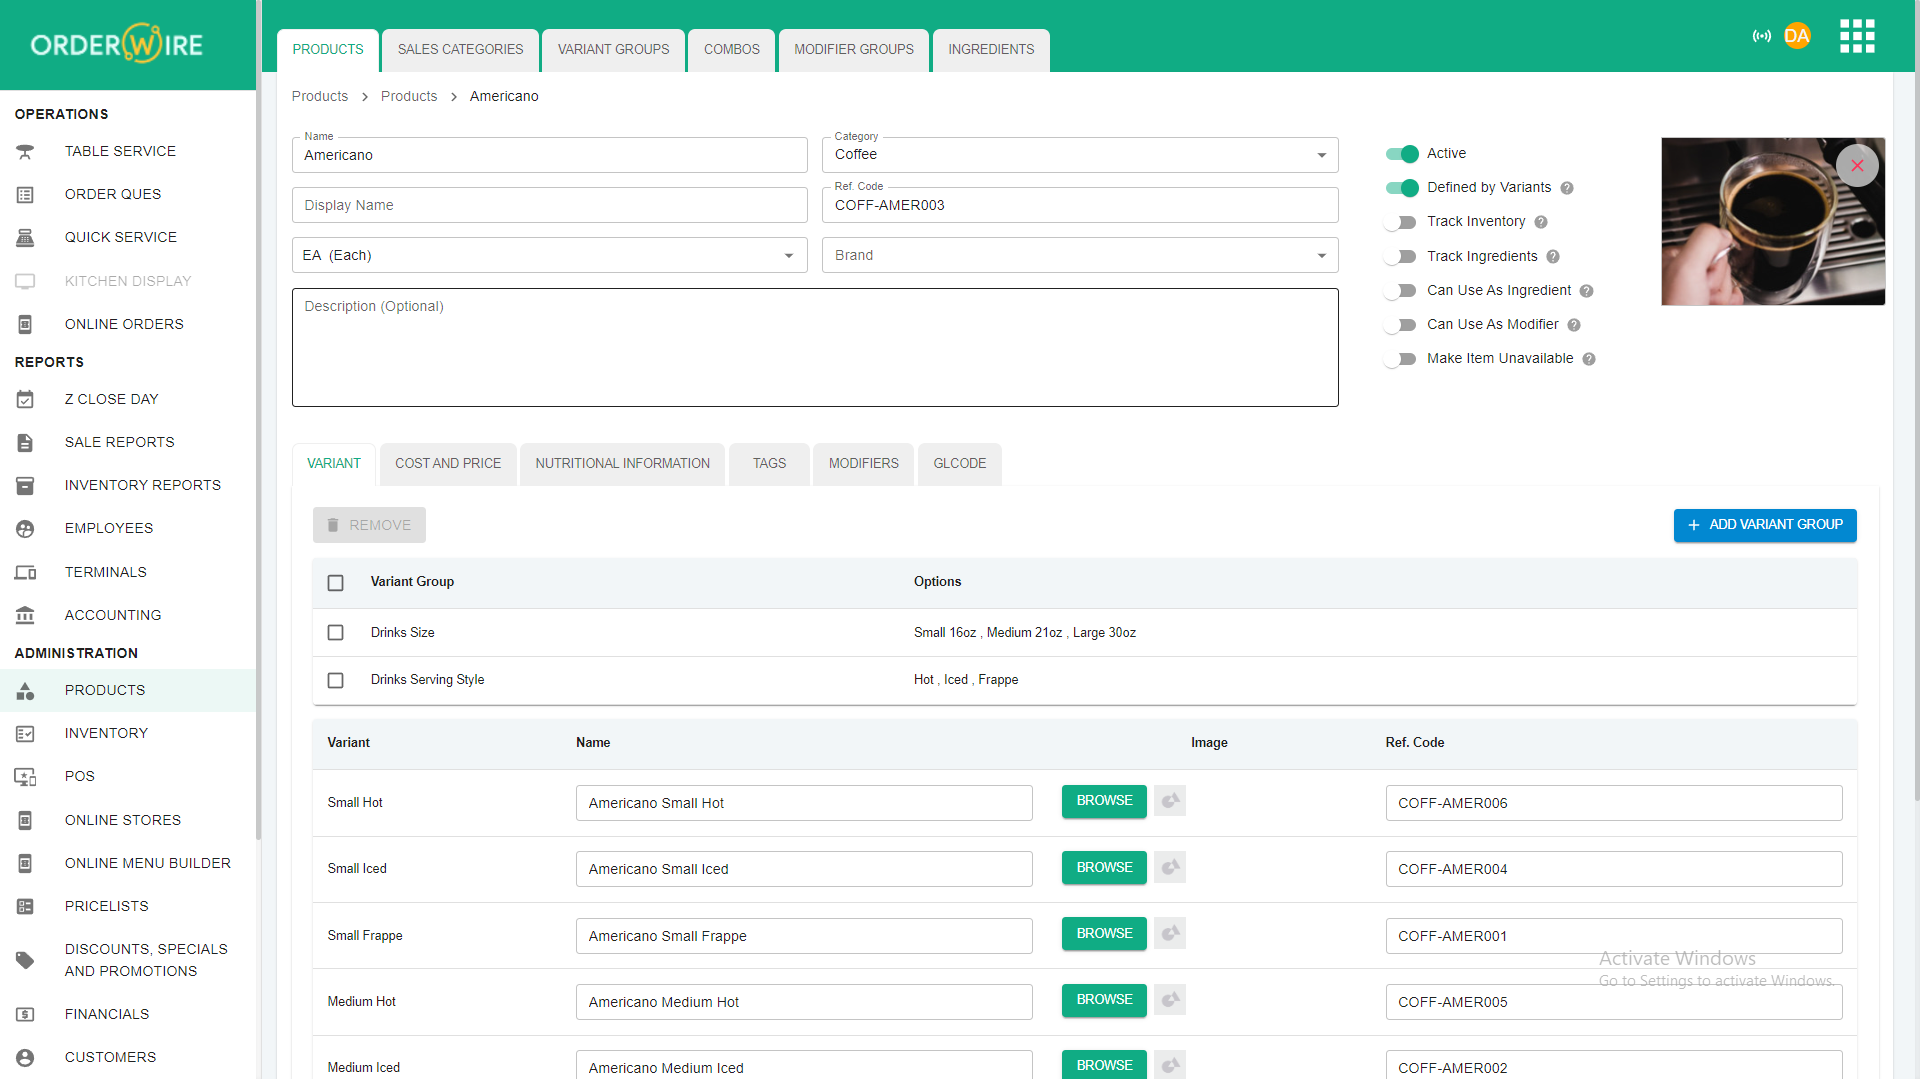 ORDERWIRE
PRODUCTS
SALES CATEGORIES
VARIANT GROUPS
COMBOS
MODIFIER GROUPS
INGREDIENTS
DA
OPERATIONS
TABLE SERVICE
ORDER QUES
QUICK SERVICE
KITCHEN DISPLAY
ONLINE ORDERS
REPORTS
Z CLOSE DAY
SALE REPORTS
INVENTORY REPORTS
EMPLOYEES
TERMINALS
ACCOUNTING
ADMINISTRATION
PRODUCTS
INVENTORY
POS
ONLINE STORES
ONLINE MENU BUILDER
PRICELISTS
DISCOUNTS, SPECIALS
AND PROMOTIONS
FINANCIALS
CUSTOMERS
Products > Products > Americano
Name
Americano
Category
Coffee
Display Name
Ref. Code
COFF-AMER003
EA (Each)
Brand
Description (Optional)
Active
Defined by Variants
Track Inventory
Track Ingredients
Can Use As Ingredient
Can Use As Modifier
Make Item Unavailable
VARIANT
COST AND PRICE
NUTRITIONAL INFORMATION
TAGS
MODIFIERS
GLCODE
REMOVE
+ ADD VARIANT GROUP
Variant Group Options
Drinks Size Small 16oz , Medium 21oz , Large 30oz
Drinks Serving Style Hot , Iced , Frappe
Variant Name Image Ref. Code
Small Hot Americano Small Hot BROWSE COFF-AMER006
Small Iced Americano Small Iced BROWSE COFF-AMER004
Small Frappe Americano Small Frappe BROWSE COFF-AMER001
Medium Hot Americano Medium Hot BROWSE COFF-AMER005
Medium Iced Americano Medium Iced BROWSE COFF-AMER002
Activate Windows
Go to Settings to activate Windows.